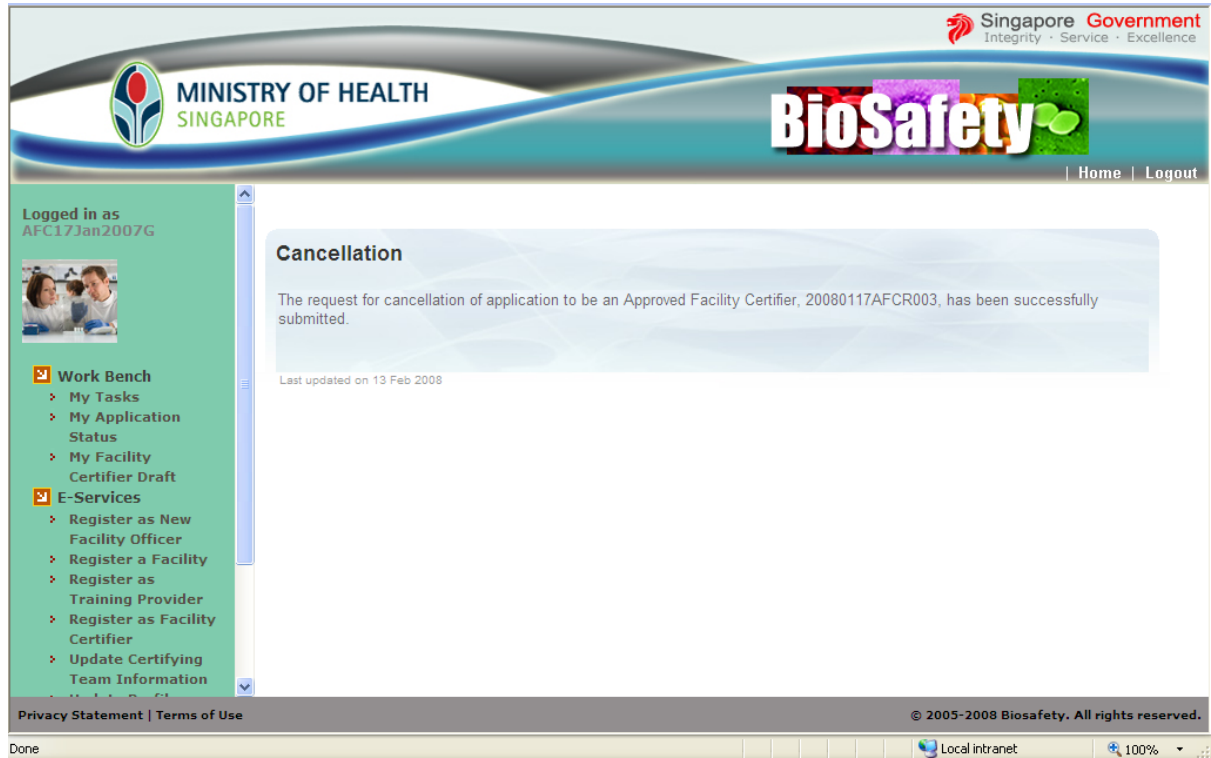 Singapore Government
Integrity · Service · Excellence
MINISTRY OF HEALTH
SINGAPORE
BioSafety
| Home | Logout
Logged in as
AFC17Jan2007G
Cancellation
The request for cancellation of application to be an Approved Facility Certifier, 20080117AFCR003, has been successfully
submitted.
Last updated on 13 Feb 2008
Work Bench
My Tasks
My Application
Status
My Facility
Certifier Draft
E-Services
Register as New
Facility Officer
Register a Facility
Register as
Training Provider
Register as Facility
Certifier
Update Certifying
Team Information
Privacy Statement | Terms of Use
© 2005-2008 Biosafety. All rights reserved.
Done
Local intranet
100%